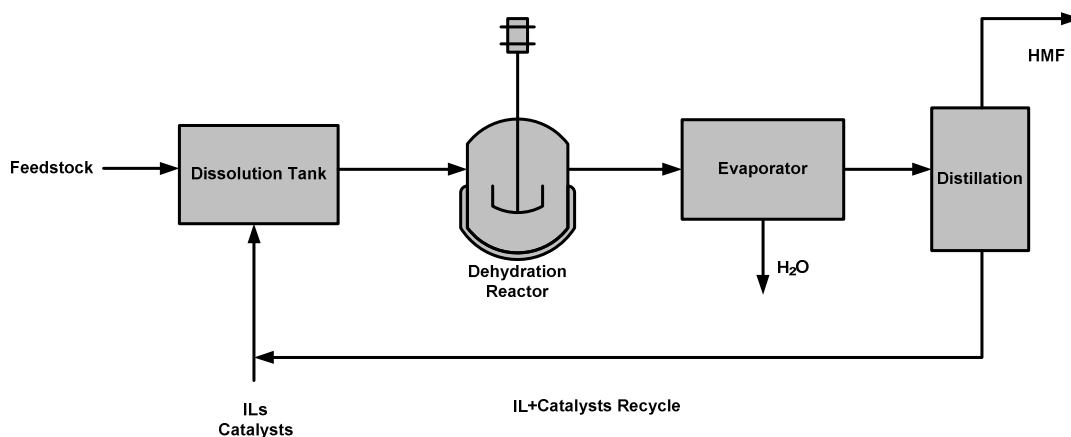 HMF
Feedstock
Dissolution Tank
Evaporator
Distillation
Dehydration
Reactor
H₂O
ILs
Catalysts
IL+Catalysts Recycle